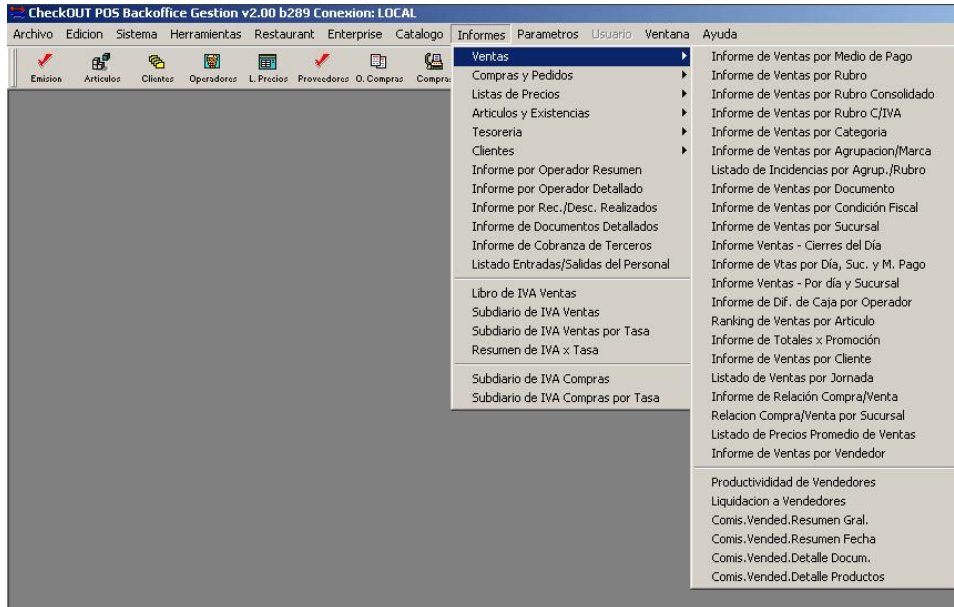 CheckOUT POS Backoffice Gestion v2.00 b289 Conexion: LOCAL
Archivo Edicion Sistema Herramientas Restaurant Enterprise Catalogo Informes Parametros Usuario Ventana Ayuda
Emision Articulos Clientes Operadores L. Precios Proveedores O. Compras Compras
Ventas
Compras y Pedidos
Listas de Precios
Articulos y Existencias
Tesoreria
Clientes
Informe por Operador Resumen
Informe por Operador Detallado
Informe por Rec./Desc. Realizados
Informe de Documentos Detallados
Informe de Cobranza de Terceros
Listado Entradas/Salidas del Personal
Libro de IVA Ventas
Subdiario de IVA Ventas
Subdiario de IVA Ventas por Tasa
Resumen de IVA x Tasa
Subdiario de IVA Compras
Subdiario de IVA Compras por Tasa
Informe de Ventas por Medio de Pago
Informe de Ventas por Rubro
Informe de Ventas por Rubro Consolidado
Informe de Ventas por Rubro C/IVA
Informe de Ventas por Categoria
Informe de Ventas por Agrupacion/Marca
Listado de Incidencias por Agrup./Rubro
Informe de Ventas por Documento
Informe de Ventas por Condición Fiscal
Informe de Ventas por Sucursal
Informe Ventas - Cierres del Día
Informe de Vtas por Día, Suc. y M. Pago
Informe Ventas - Por día y Sucursal
Informe de Dif. de Caja por Operador
Ranking de Ventas por Articulo
Informe de Totales x Promoción
Informe de Ventas por Cliente
Listado de Ventas por Jornada
Informe de Relación Compra/Venta
Relacion Compra/Venta por Sucursal
Listado de Precios Promedio de Ventas
Informe de Ventas por Vendedor
Productivididad de Vendedores
Liquidacion a Vendedores
Comis.Vended.Resumen Gral.
Comis.Vended.Resumen Fecha
Comis.Vended.Detalle Docum.
Comis.Vended.Detalle Productos